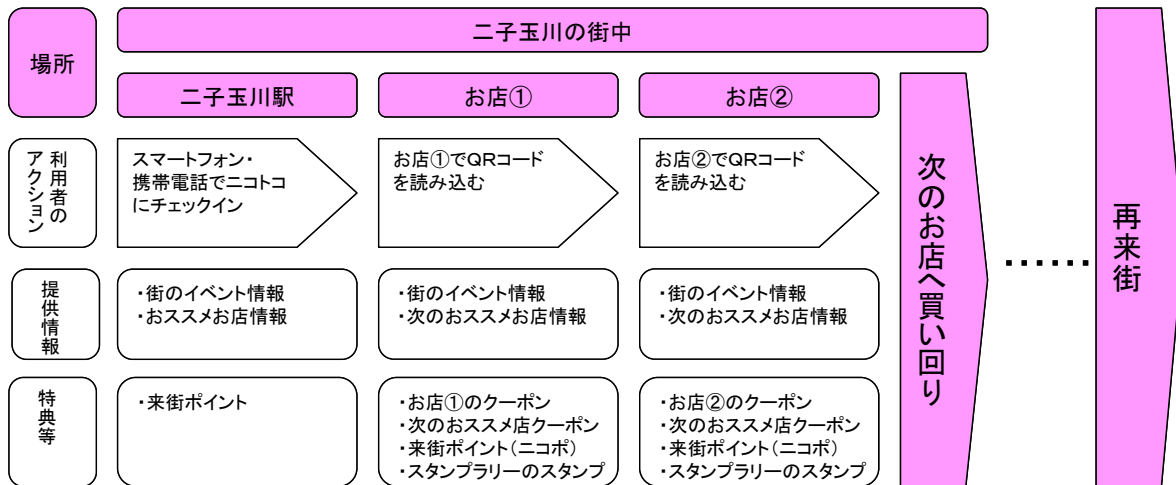 場所
二子玉川の街中
二子玉川駅
お店①
お店②
利用者の
アクション
スマートフォン・
携帯電話でニコトコ
にチェックイン
お店①でQRコード
を読み込む
お店②でQRコード
を読み込む
次のお店へ買い回り
……
再来街
提供情報
・街のイベント情報
・おススメお店情報
・街のイベント情報
・次のおススメお店情報
・街のイベント情報
・次のおススメお店情報
特典等
・来街ポイント
・お店①のクーポン
・次のおススメ店クーポン
・来街ポイント(ニコポ)
・スタンプラリーのスタンプ
・お店②のクーポン
・次のおススメ店クーポン
・来街ポイント(ニコポ)
・スタンプラリーのスタンプ